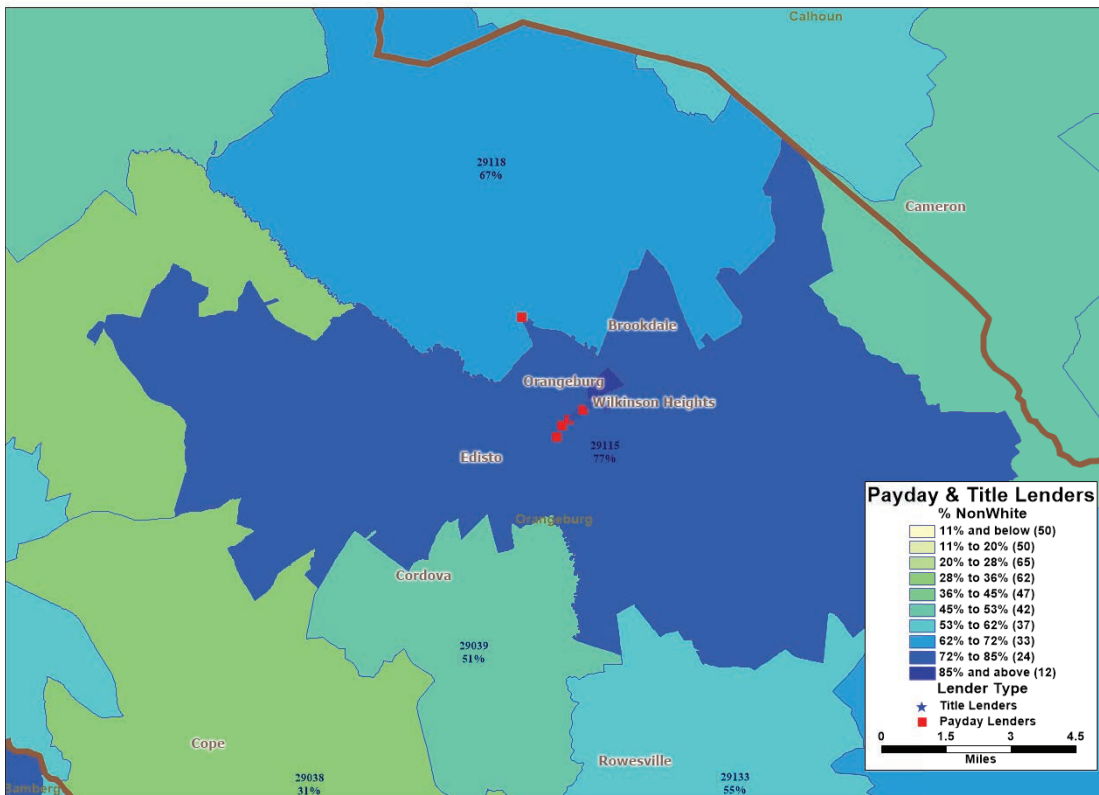 Calhoun
29118
67%
Cameron
Brookdale
Orangeburg
Wilkinson Heights
29115
77%
Edisto
Orangeburg
Cordova
29039
51%
Cope
Rowesville
29038
31%
29133
55%
Bamberg
Payday & Title Lenders
% NonWhite
11% and below (50)
11% to 20% (50)
20% to 28% (65)
28% to 36% (62)
36% to 45% (47)
45% to 53% (42)
53% to 62% (37)
62% to 72% (33)
72% to 85% (24)
85% and above (12)
Lender Type
Title Lenders
Payday Lenders
0 1.5 3 4.5
Miles